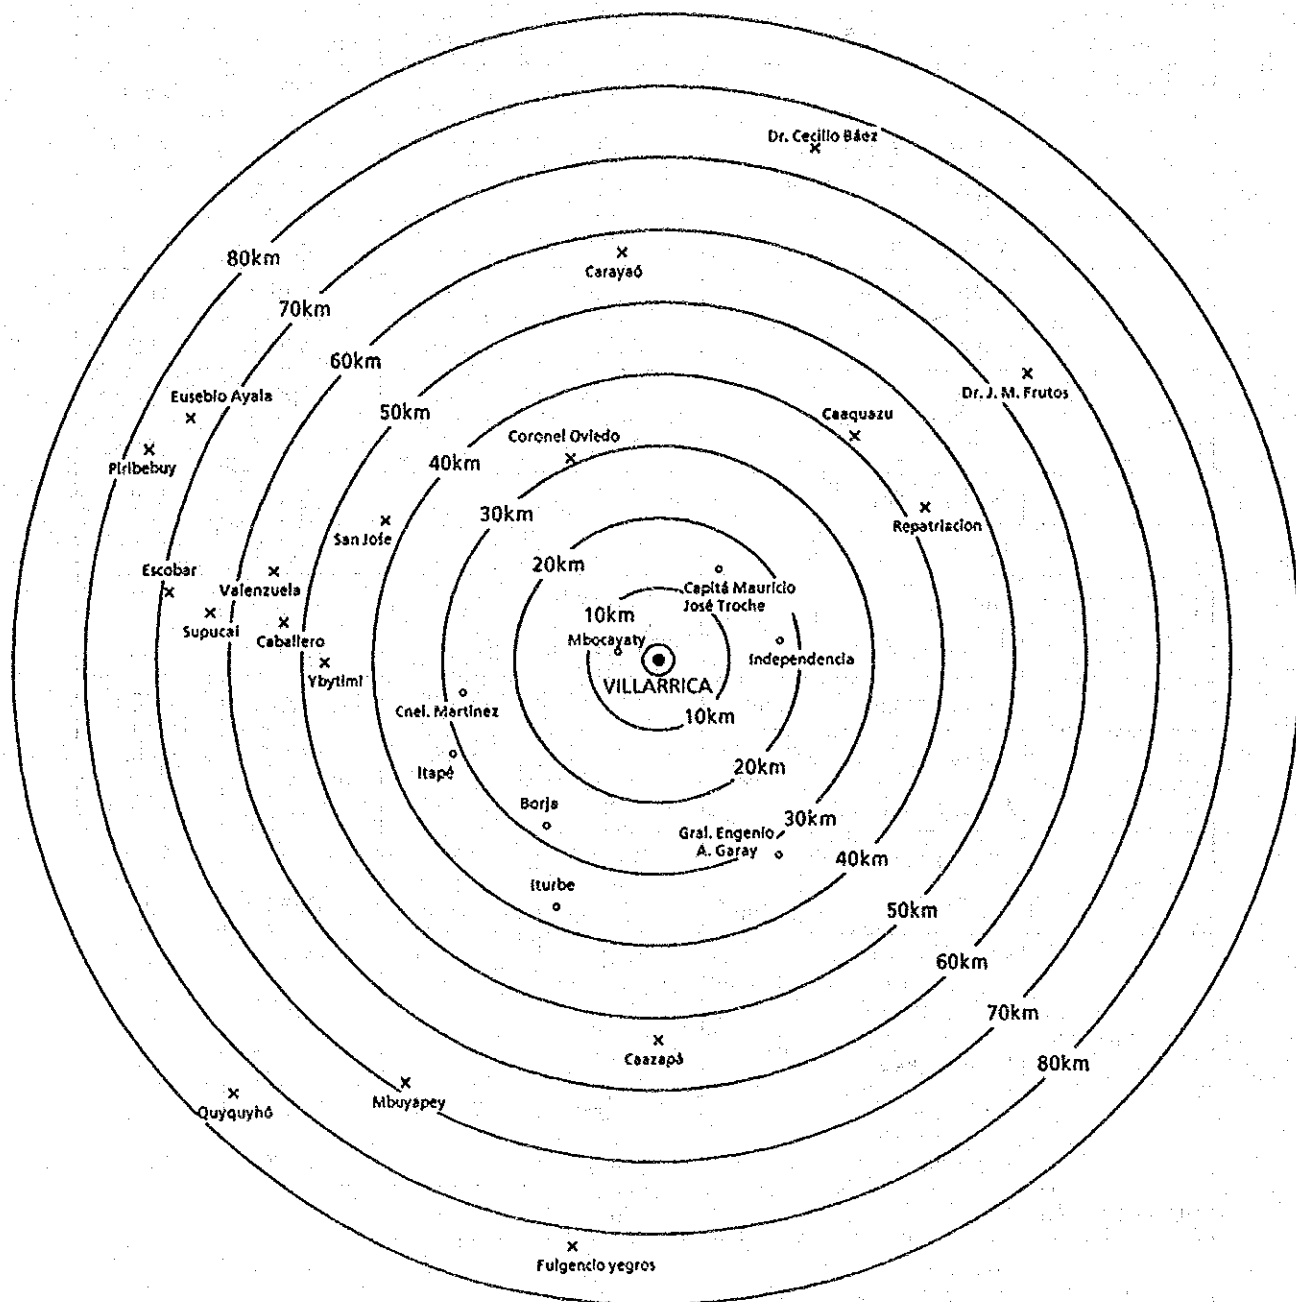 Dr. Cecilio Báez
80km
Carayaó
70km
60km
Eusebio Ayala
Dr. J. M. Frutos
50km
Caaquazu
Coronel Oviedo
Piribebuy
40km
30km
Repatriacion
San Jose
20km
Escobar
Valenzuela
Capitá Mauricio
José Troche
10km
Supucai
Caballero
Mbocayaty
Independencia
Ybytimi
VILLARRICA
Cnel. Martinez
10km
Itapé
20km
Borja
30km
Gral. Engenio
A. Garay
40km
Iturbe
50km
60km
70km
Caazapá
80km
Mbuyapey
Quyquyhó
Fulgencio yegros